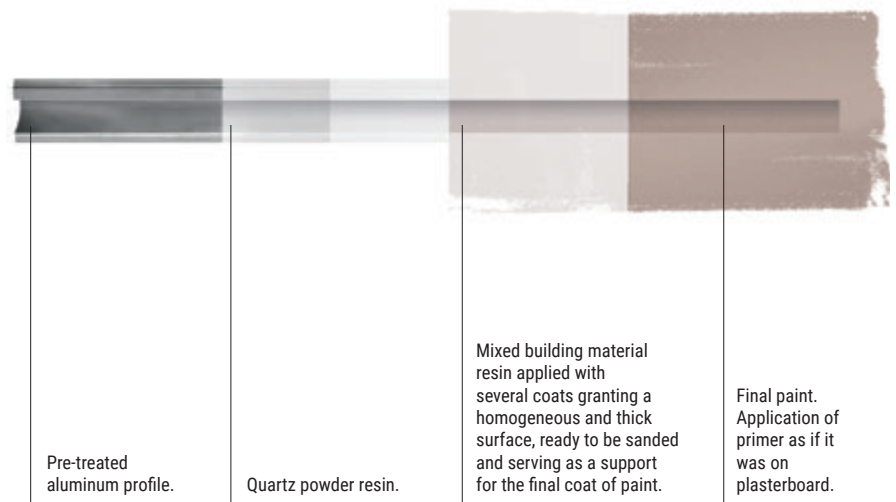 Pre-treated
aluminum profile.
Quartz powder resin.
Mixed building material
resin applied with
several coats granting a
homogeneous and thick
surface, ready to be sanded
and serving as a support
for the final coat of paint.
Final paint.
Application of
primer as if it
was on
plasterboard.